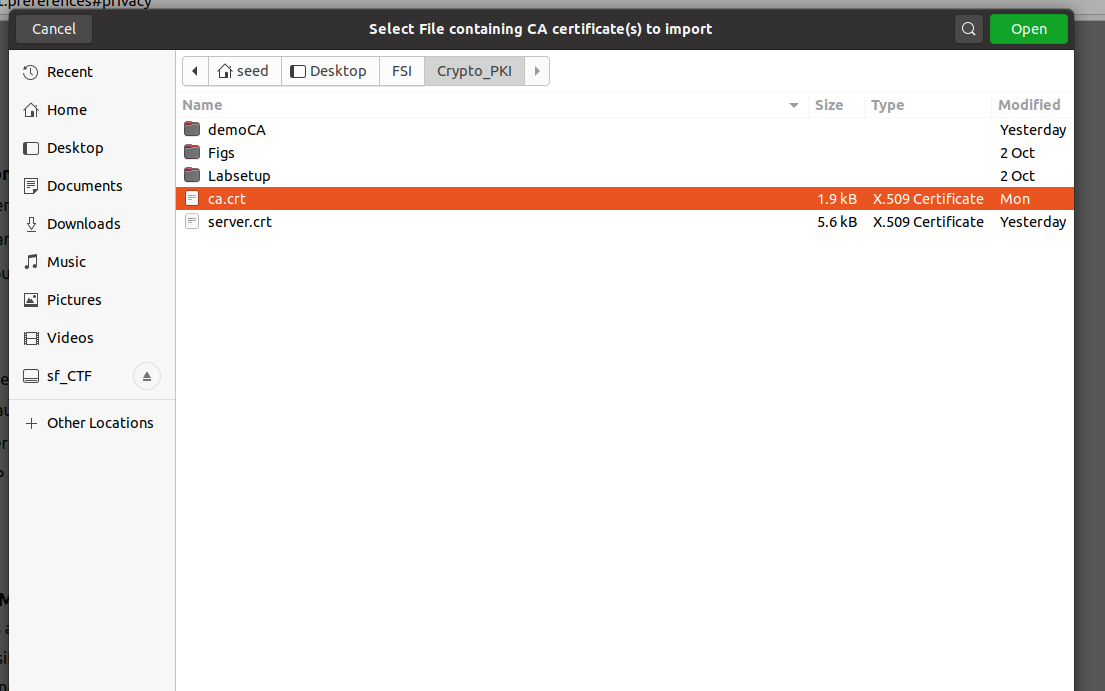 t.preferences#privacy
Cancel Select File containing CA certificate(s) to import Open
Recent
Home
Desktop
Documents
Downloads
Music
Pictures
Videos
sf_CTF
Other Locations
seed Desktop FSI Crypto_PKI
Name Size Type Modified
demoCA Yesterday
Figs 2 Oct
Labsetup 2 Oct
ca.crt 1.9 kB X.509 Certificate Mon
server.crt 5.6 kB X.509 Certificate Yesterday